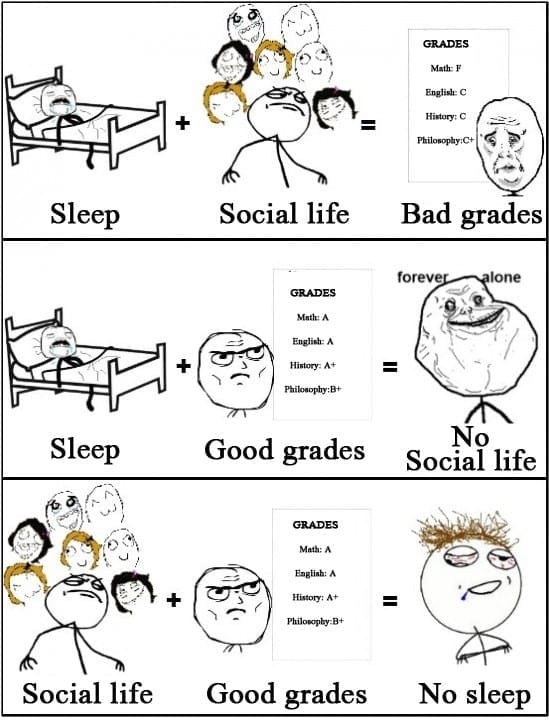 GRADES
Math: F
English: C
History: C
Philosophy:C+
+
=
Sleep
Social life
Bad grades
forever alone
GRADES
Math: A
English: A
History: A+
Philosophy:B+
+
=
Sleep
Good grades
No
Social life
GRADES
Math: A
English: A
History: A+
Philosophy:B+
+
=
Social life
Good grades
No sleep